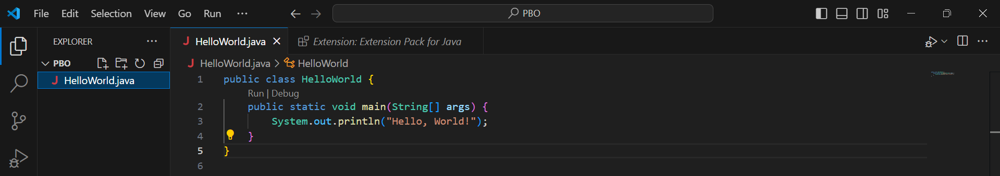 File Edit Selection View Go Run ··· PBO
EXPLORER ···
HelloWorld.java
Extension: Extension Pack for Java
PBO
HelloWorld.java
HelloWorld.java > HelloWorld
1 public class HelloWorld {
Run | Debug
2 public static void main(String[] args) {
3 System.out.println("Hello, World!");
4 }
5 }
6